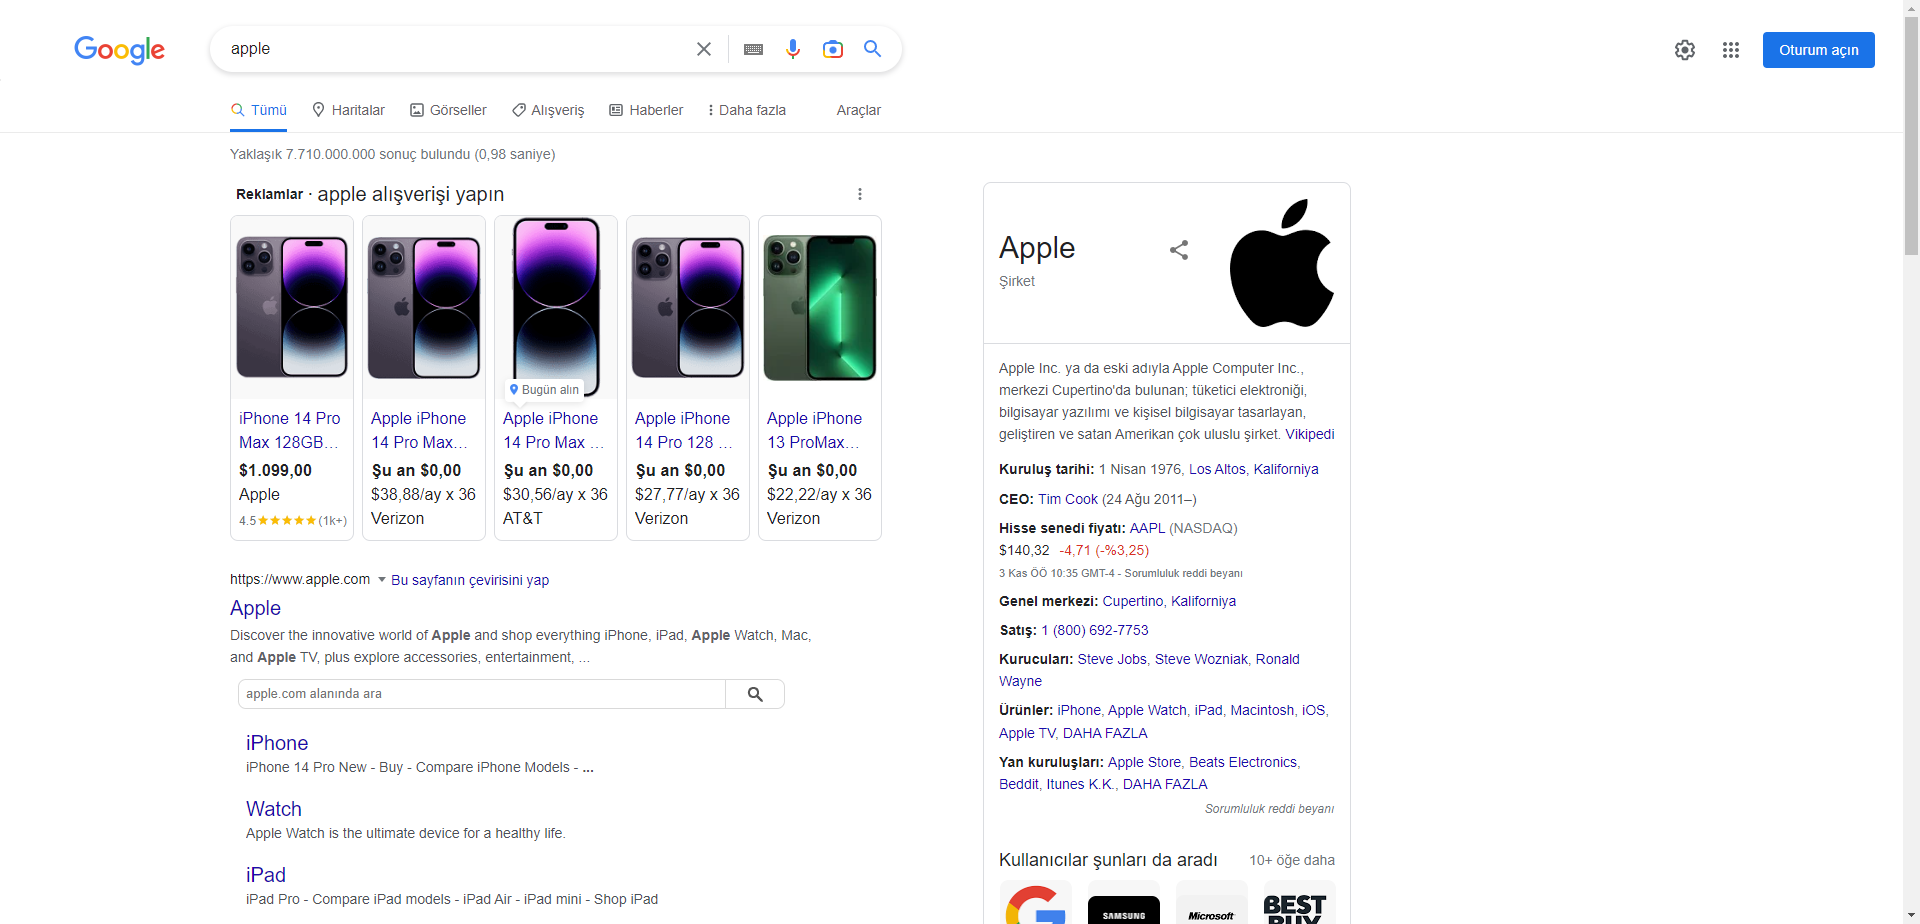 Google
apple
Oturum açın
Tümü
Haritalar
Görseller
Alışveriş
Haberler
Daha fazla
Araçlar
Yaklaşık 7.710.000.000 sonuç bulundu (0,98 saniye)
Reklamlar · apple alışverişi yapın
Bugün alın
iPhone 14 Pro
Max 128GB...
$1.099,00
Apple
4.5 (1k+)
Apple iPhone
14 Pro Max...
Şu an $0,00
$38,88/ay x 36
Verizon
Apple iPhone
14 Pro Max ...
Şu an $0,00
$30,56/ay x 36
AT&T
Apple iPhone
14 Pro 128 ...
Şu an $0,00
$27,77/ay x 36
Verizon
Apple iPhone
13 ProMax...
Şu an $0,00
$22,22/ay x 36
Verizon
https://www.apple.com Bu sayfanın çevirisini yap
Apple
Discover the innovative world of Apple and shop everything iPhone, iPad, Apple Watch, Mac,
and Apple TV, plus explore accessories, entertainment, ...
apple.com alanında ara
iPhone
iPhone 14 Pro New - Buy - Compare iPhone Models - ...
Watch
Apple Watch is the ultimate device for a healthy life.
iPad
iPad Pro - Compare iPad models - iPad Air - iPad mini - Shop iPad
Apple
Şirket
Apple Inc. ya da eski adıyla Apple Computer Inc.,
merkezi Cupertino'da bulunan; tüketici elektroniği,
bilgisayar yazılımı ve kişisel bilgisayar tasarlayan,
geliştiren ve satan Amerikan çok uluslu şirket. Vikipedi
Kuruluş tarihi: 1 Nisan 1976, Los Altos, Kaliforniya
CEO: Tim Cook (24 Ağu 2011–)
Hisse senedi fiyatı: AAPL (NASDAQ)
$140,32 -4,71 (-%3,25)
3 Kas ÖÖ 10:35 GMT-4 - Sorumluluk reddi beyanı
Genel merkezi: Cupertino, Kaliforniya
Satış: 1 (800) 692-7753
Kurucuları: Steve Jobs, Steve Wozniak, Ronald
Wayne
Ürünler: iPhone, Apple Watch, iPad, Macintosh, iOS,
Apple TV, DAHA FAZLA
Yan kuruluşları: Apple Store, Beats Electronics,
Beddit, Itunes K.K., DAHA FAZLA
Sorumluluk reddi beyanı
Kullanıcılar şunları da aradı
10+ öğe daha
SAMSUNG
Microsoft
BEST
BUY